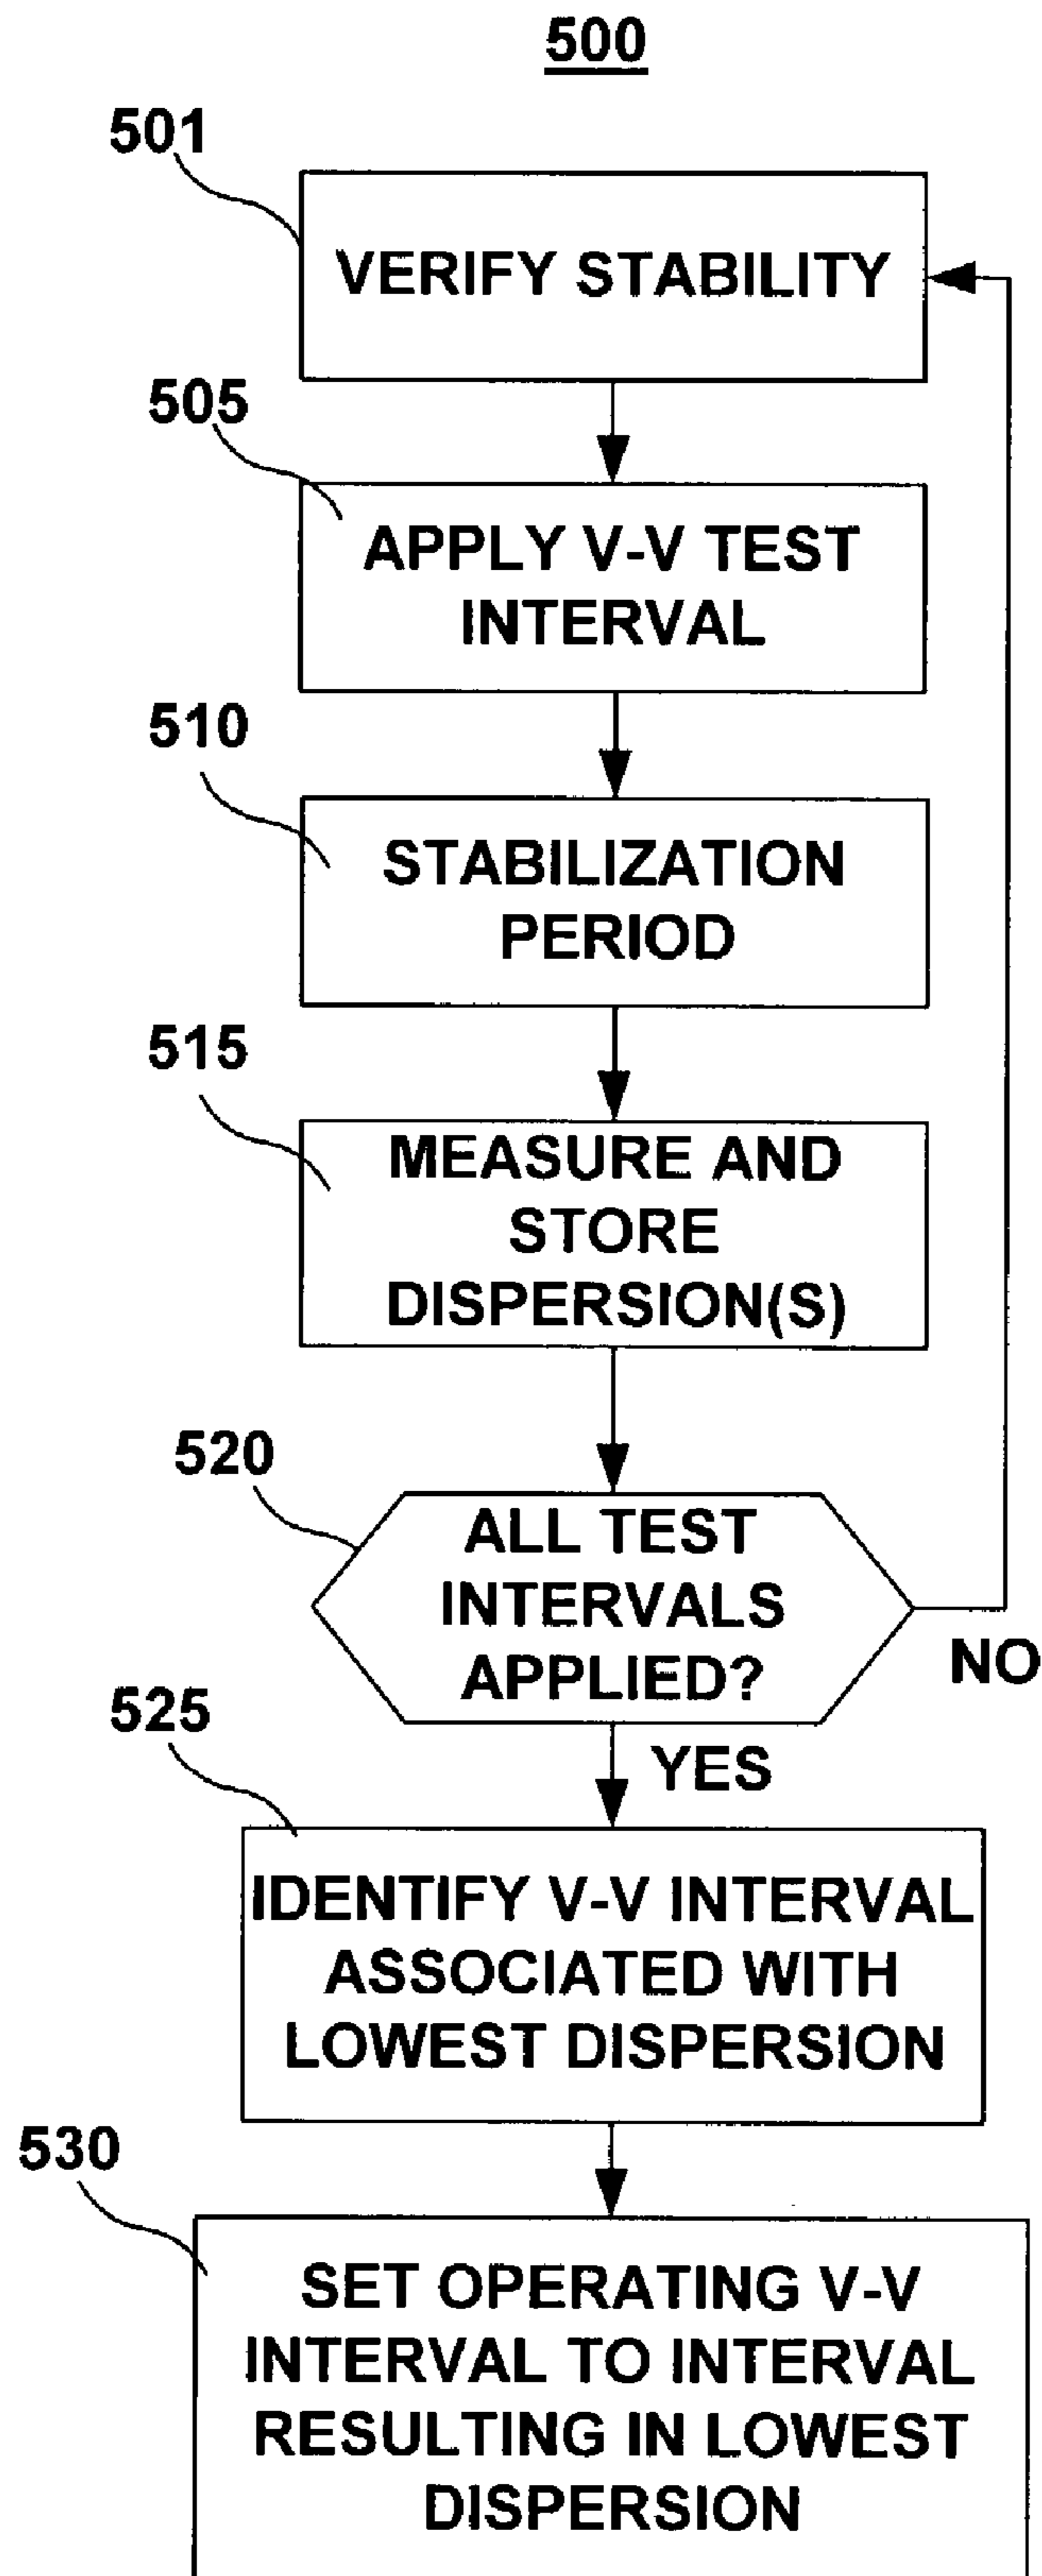 500
501
VERIFY STABILITY
505
APPLY V-V TEST
INTERVAL
510
STABILIZATION
PERIOD
515
MEASURE AND
STORE
DISPERSION(S)
520
ALL TEST
INTERVALS
APPLIED?
NO
525
YES
IDENTIFY V-V INTERVAL
ASSOCIATED WITH
LOWEST DISPERSION
530
SET OPERATING V-V
INTERVAL TO INTERVAL
RESULTING IN LOWEST
DISPERSION